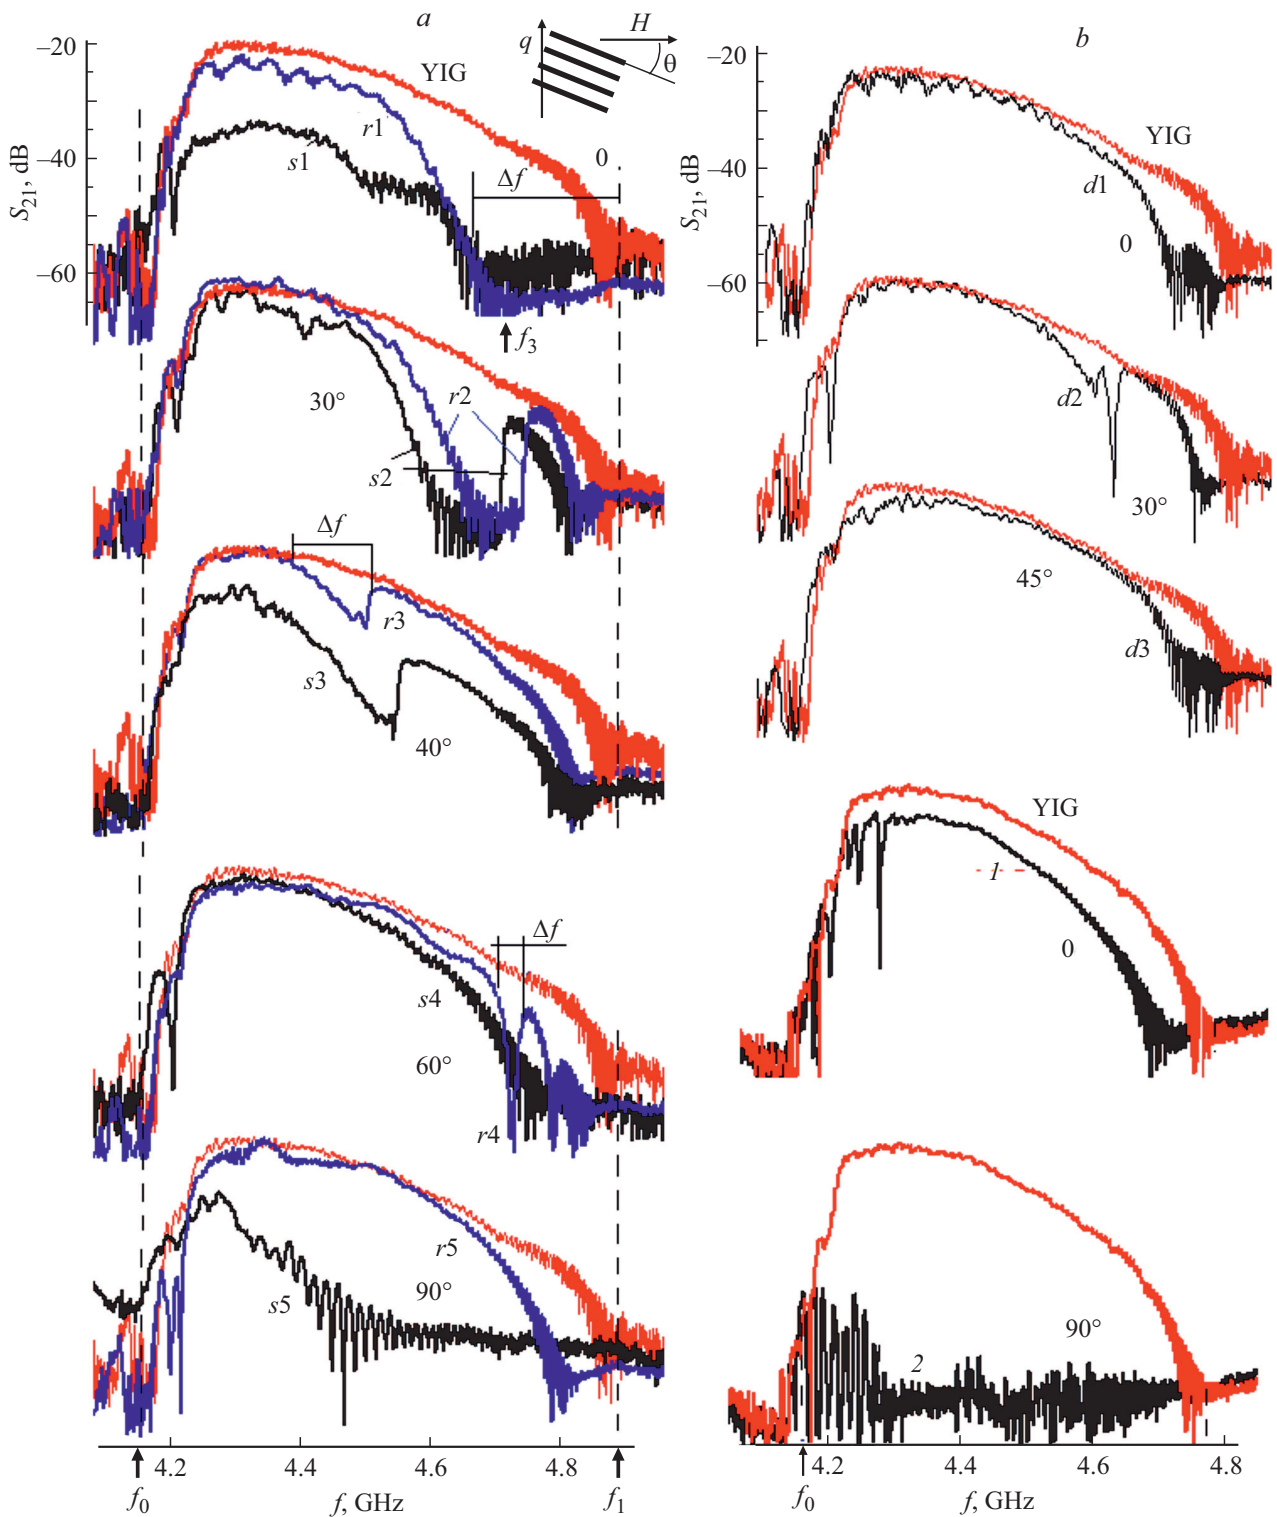 a
q
H
θ
–20
–40
–60
S21, dB
YIG
r1
s1
0
Δf
f3
30°
r2
s2
Δf
r3
s3
40°
Δf
s4
60°
r4
r5
s5
90°
4.2 4.4 4.6 4.8
f0 f, GHz f1
b
–20
–40
–60
S21, dB
YIG
d1
0
d2
30°
45°
d3
YIG
1
0
90°
2
4.2 4.4 4.6 4.8
f0 f, GHz